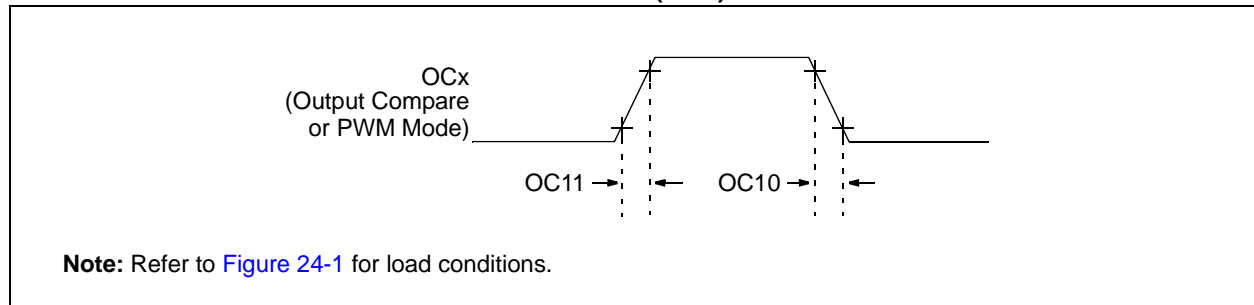 OCx
(Output Compare
or PWM Mode)
OC11
OC10
Note: Refer to Figure 24-1 for load conditions.